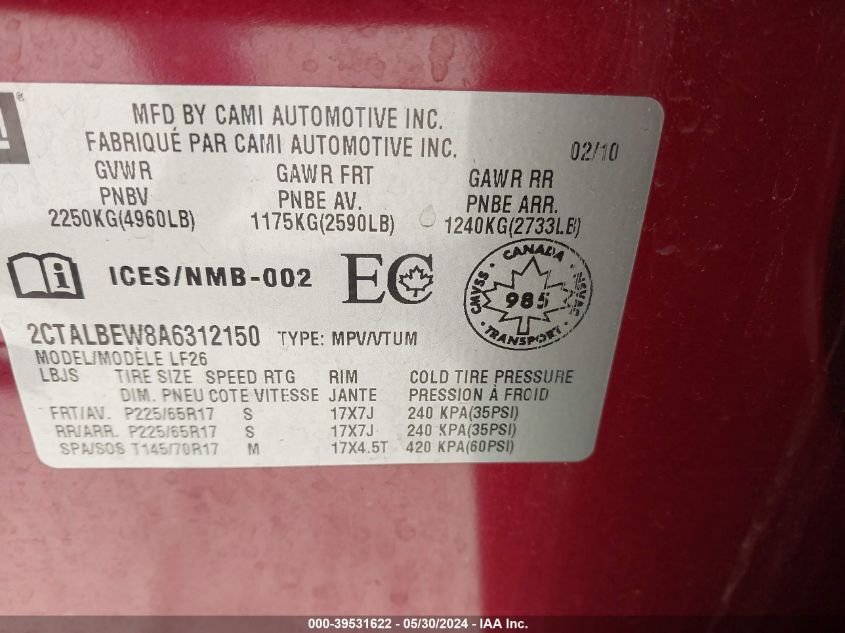 ®
MFD BY CAMI AUTOMOTIVE INC.
FABRIQUÉ PAR CAMI AUTOMOTIVE INC.
02/10
GVWR GAWR FRT GAWR RR
PNBV PNBE AV. PNBE ARR.
2250KG(4960LB) 1175KG(2590LB) 1240KG(2733LB)
i ICES/NMB-002 EC
CANADA
CMVSS 985 NSVAC
TRANSPORT
2CTALBEW8A6312150 TYPE: MPV/VTUM
MODEL/MODÈLE LF26
LBJS TIRE SIZE SPEED RTG RIM COLD TIRE PRESSURE
DIM. PNEU COTE VITESSE JANTE PRESSION À FROID
FRT/AV. P225/65R17 S 17X7J 240 KPA(35PSI)
RR/ARR. P225/65R17 S 17X7J 240 KPA(35PSI)
SPA/SOS T145/70R17 M 17X4.5T 420 KPA(60PSI)
000-39531622 - 05/30/2024 - IAA Inc.